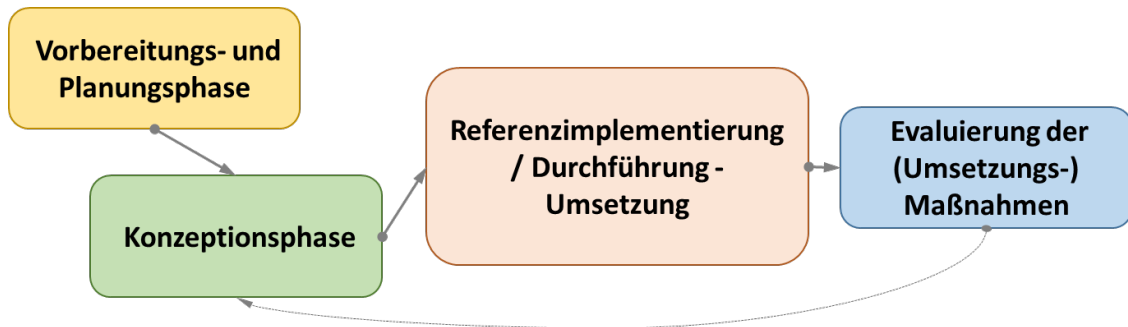 Vorbereitungs- und
Planungsphase
Konzeptionsphase
Referenzimplementierung
/ Durchführung -
Umsetzung
Evaluierung der
(Umsetzungs-)
Maßnahmen